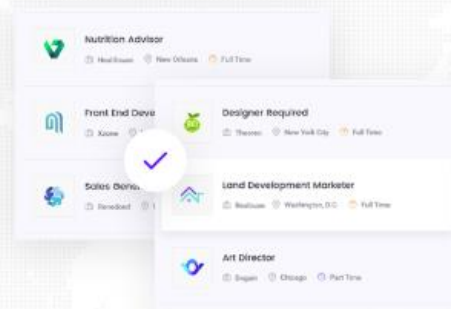 Nutrition Advisor
New Orleans Full Time
Front End Deve
Designer Required
New York City Full Time
Sales
Land Development Marketer
Washington, D.C Full Time
Art Director
Chicago Part Time